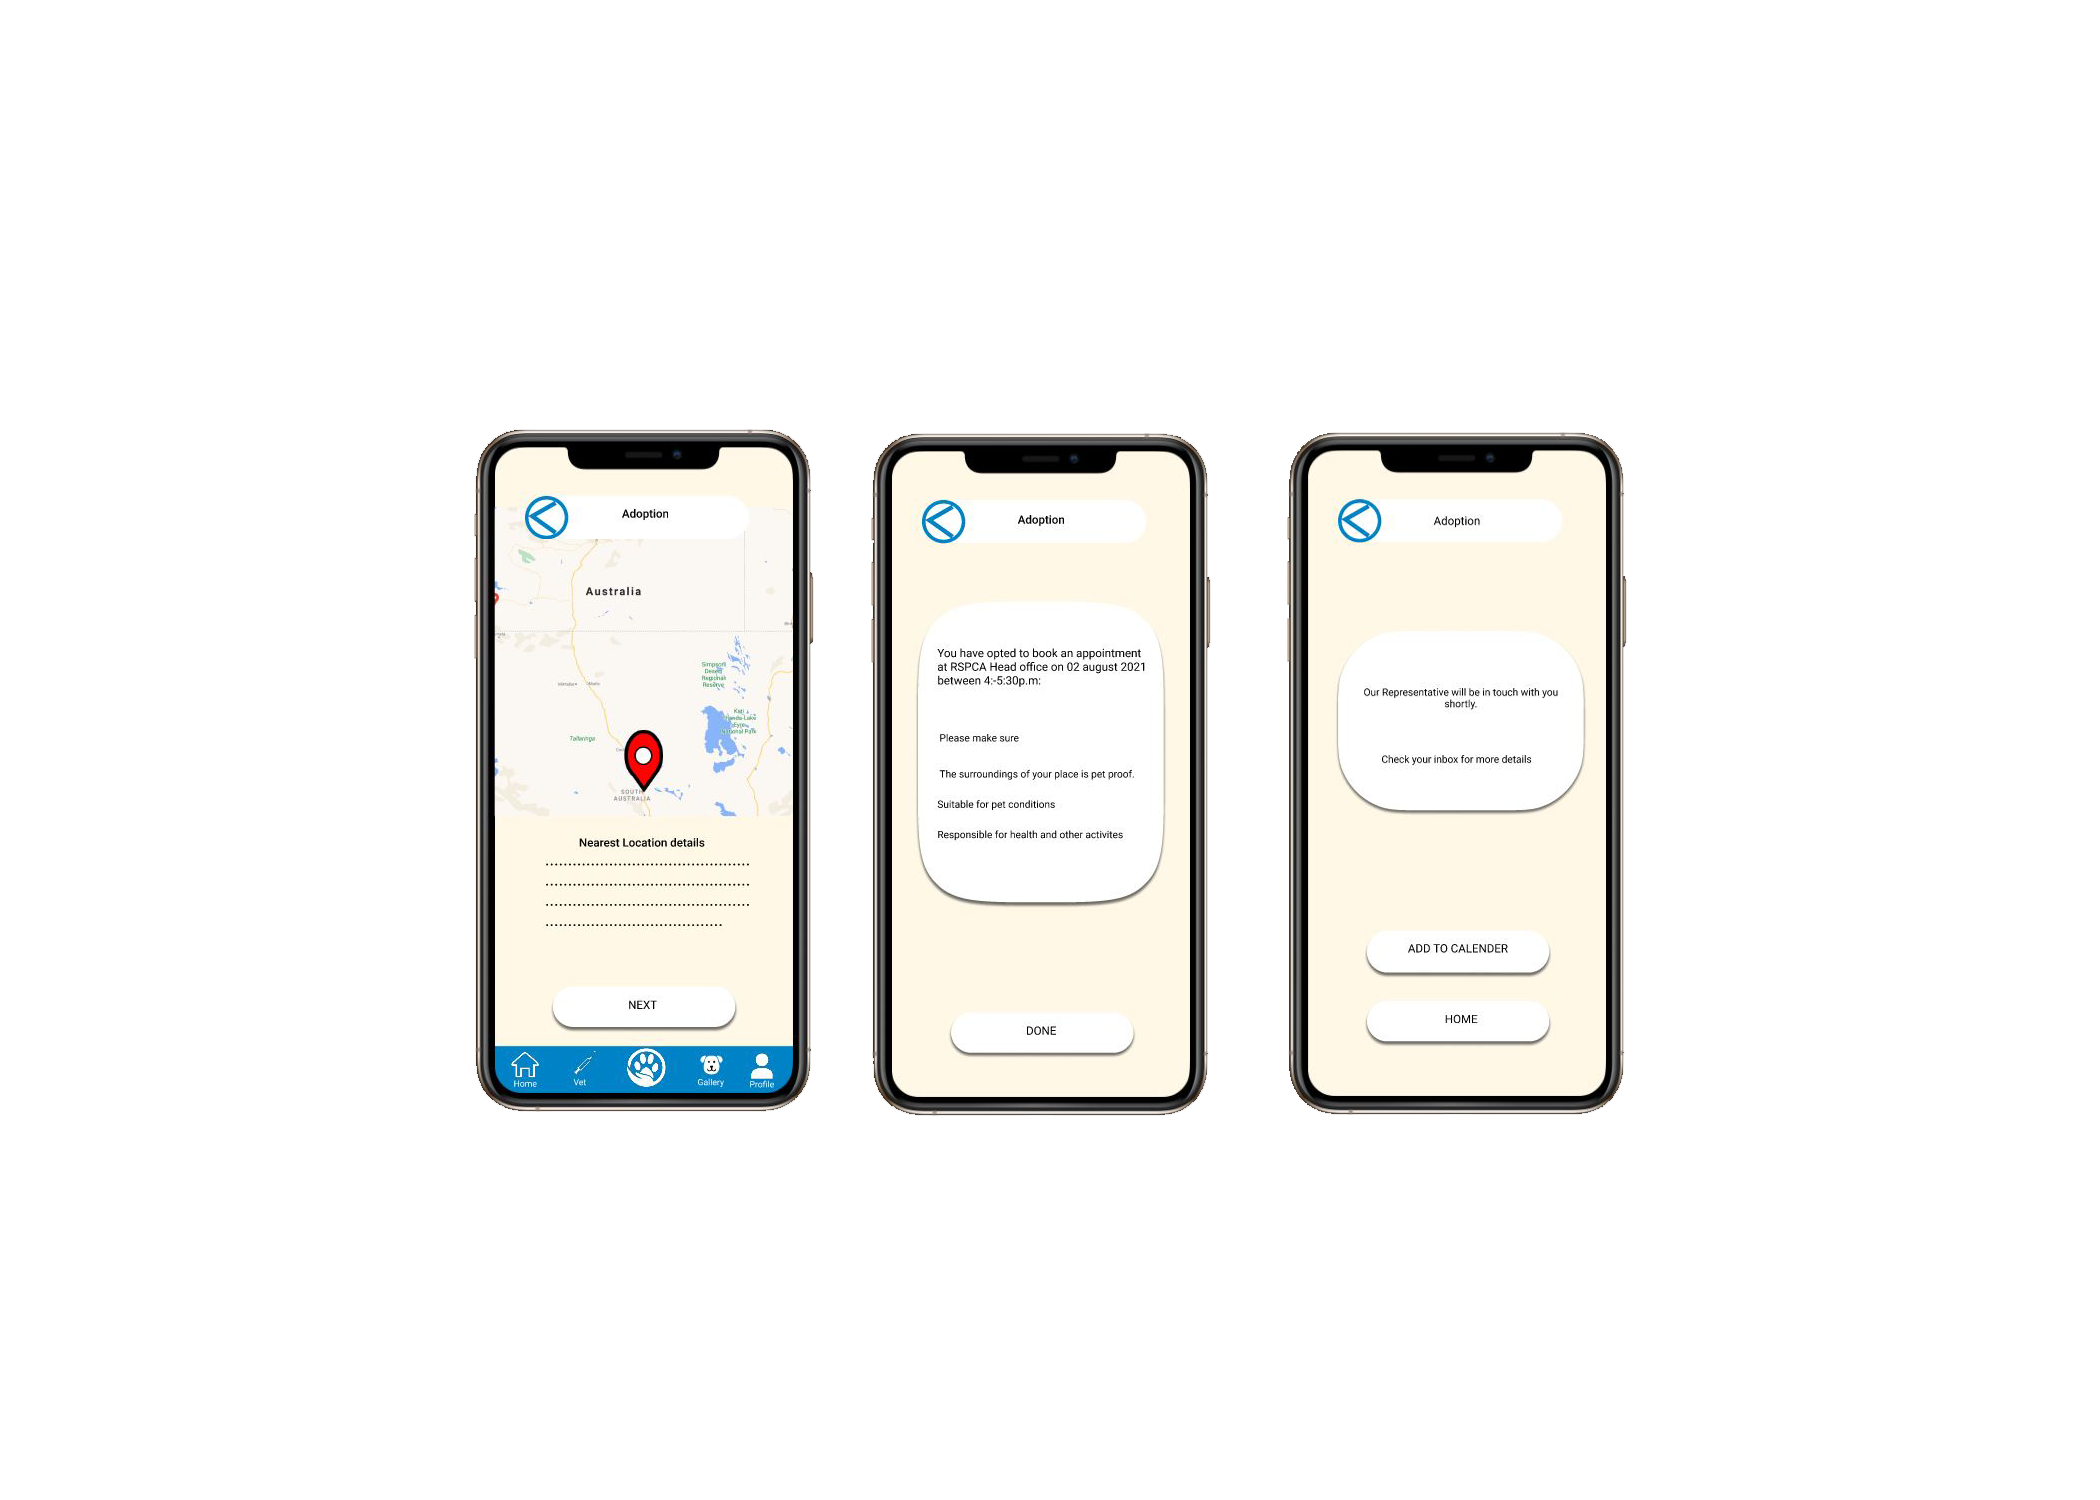 Adoption
Australia
Simpson
Desert
Regional
Reserve
Kati
National Park
Tallaringa
SOUTH
AUSTRALIA
Nearest Location details
NEXT
Home
Vet
Gallery
Profile
Adoption
You have opted to book an appointment
at RSPCA Head office on 02 august 2021
between 4:-5:30p.m:
Please make sure
The surroundings of your place is pet proof.
Suitable for pet conditions
Responsible for health and other activites
DONE
Adoption
Our Representative will be in touch with you
shortly.
Check your inbox for more details
ADD TO CALENDER
HOME